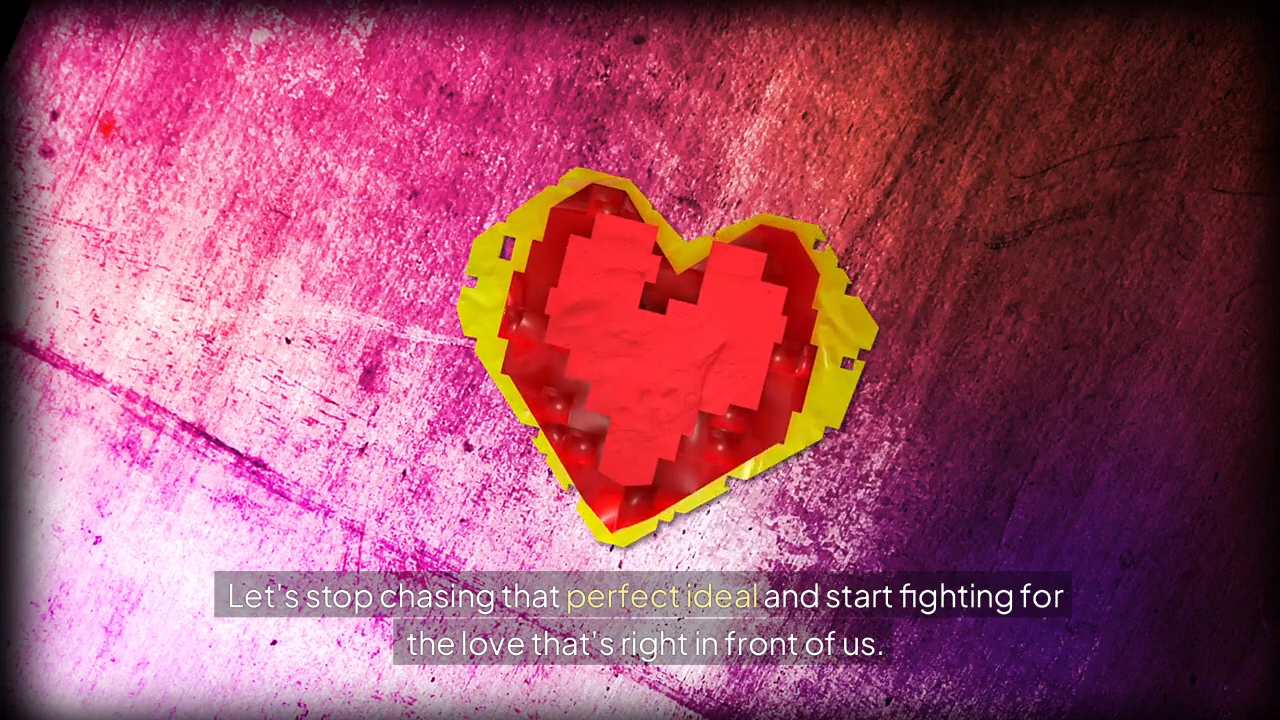 Let's stop chasing that perfect ideal and start fighting for
the love that's right in front of us.